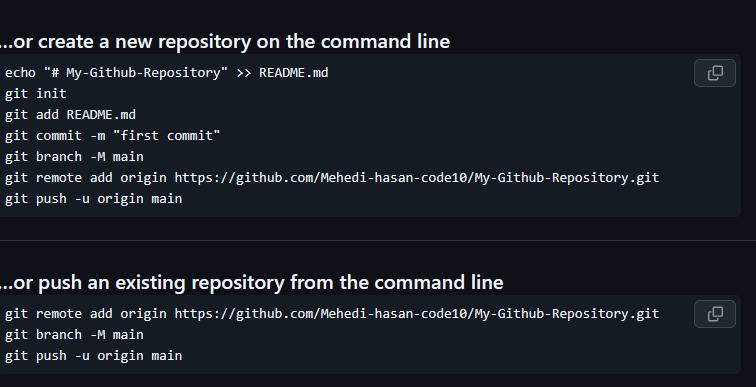 ...or create a new repository on the command line
echo "# My-Github-Repository" >> README.md
git init
git add README.md
git commit -m "first commit"
git branch -M main
git remote add origin https://github.com/Mehedi-hasan-code10/My-Github-Repository.git
git push -u origin main
...or push an existing repository from the command line
git remote add origin https://github.com/Mehedi-hasan-code10/My-Github-Repository.git
git branch -M main
git push -u origin main